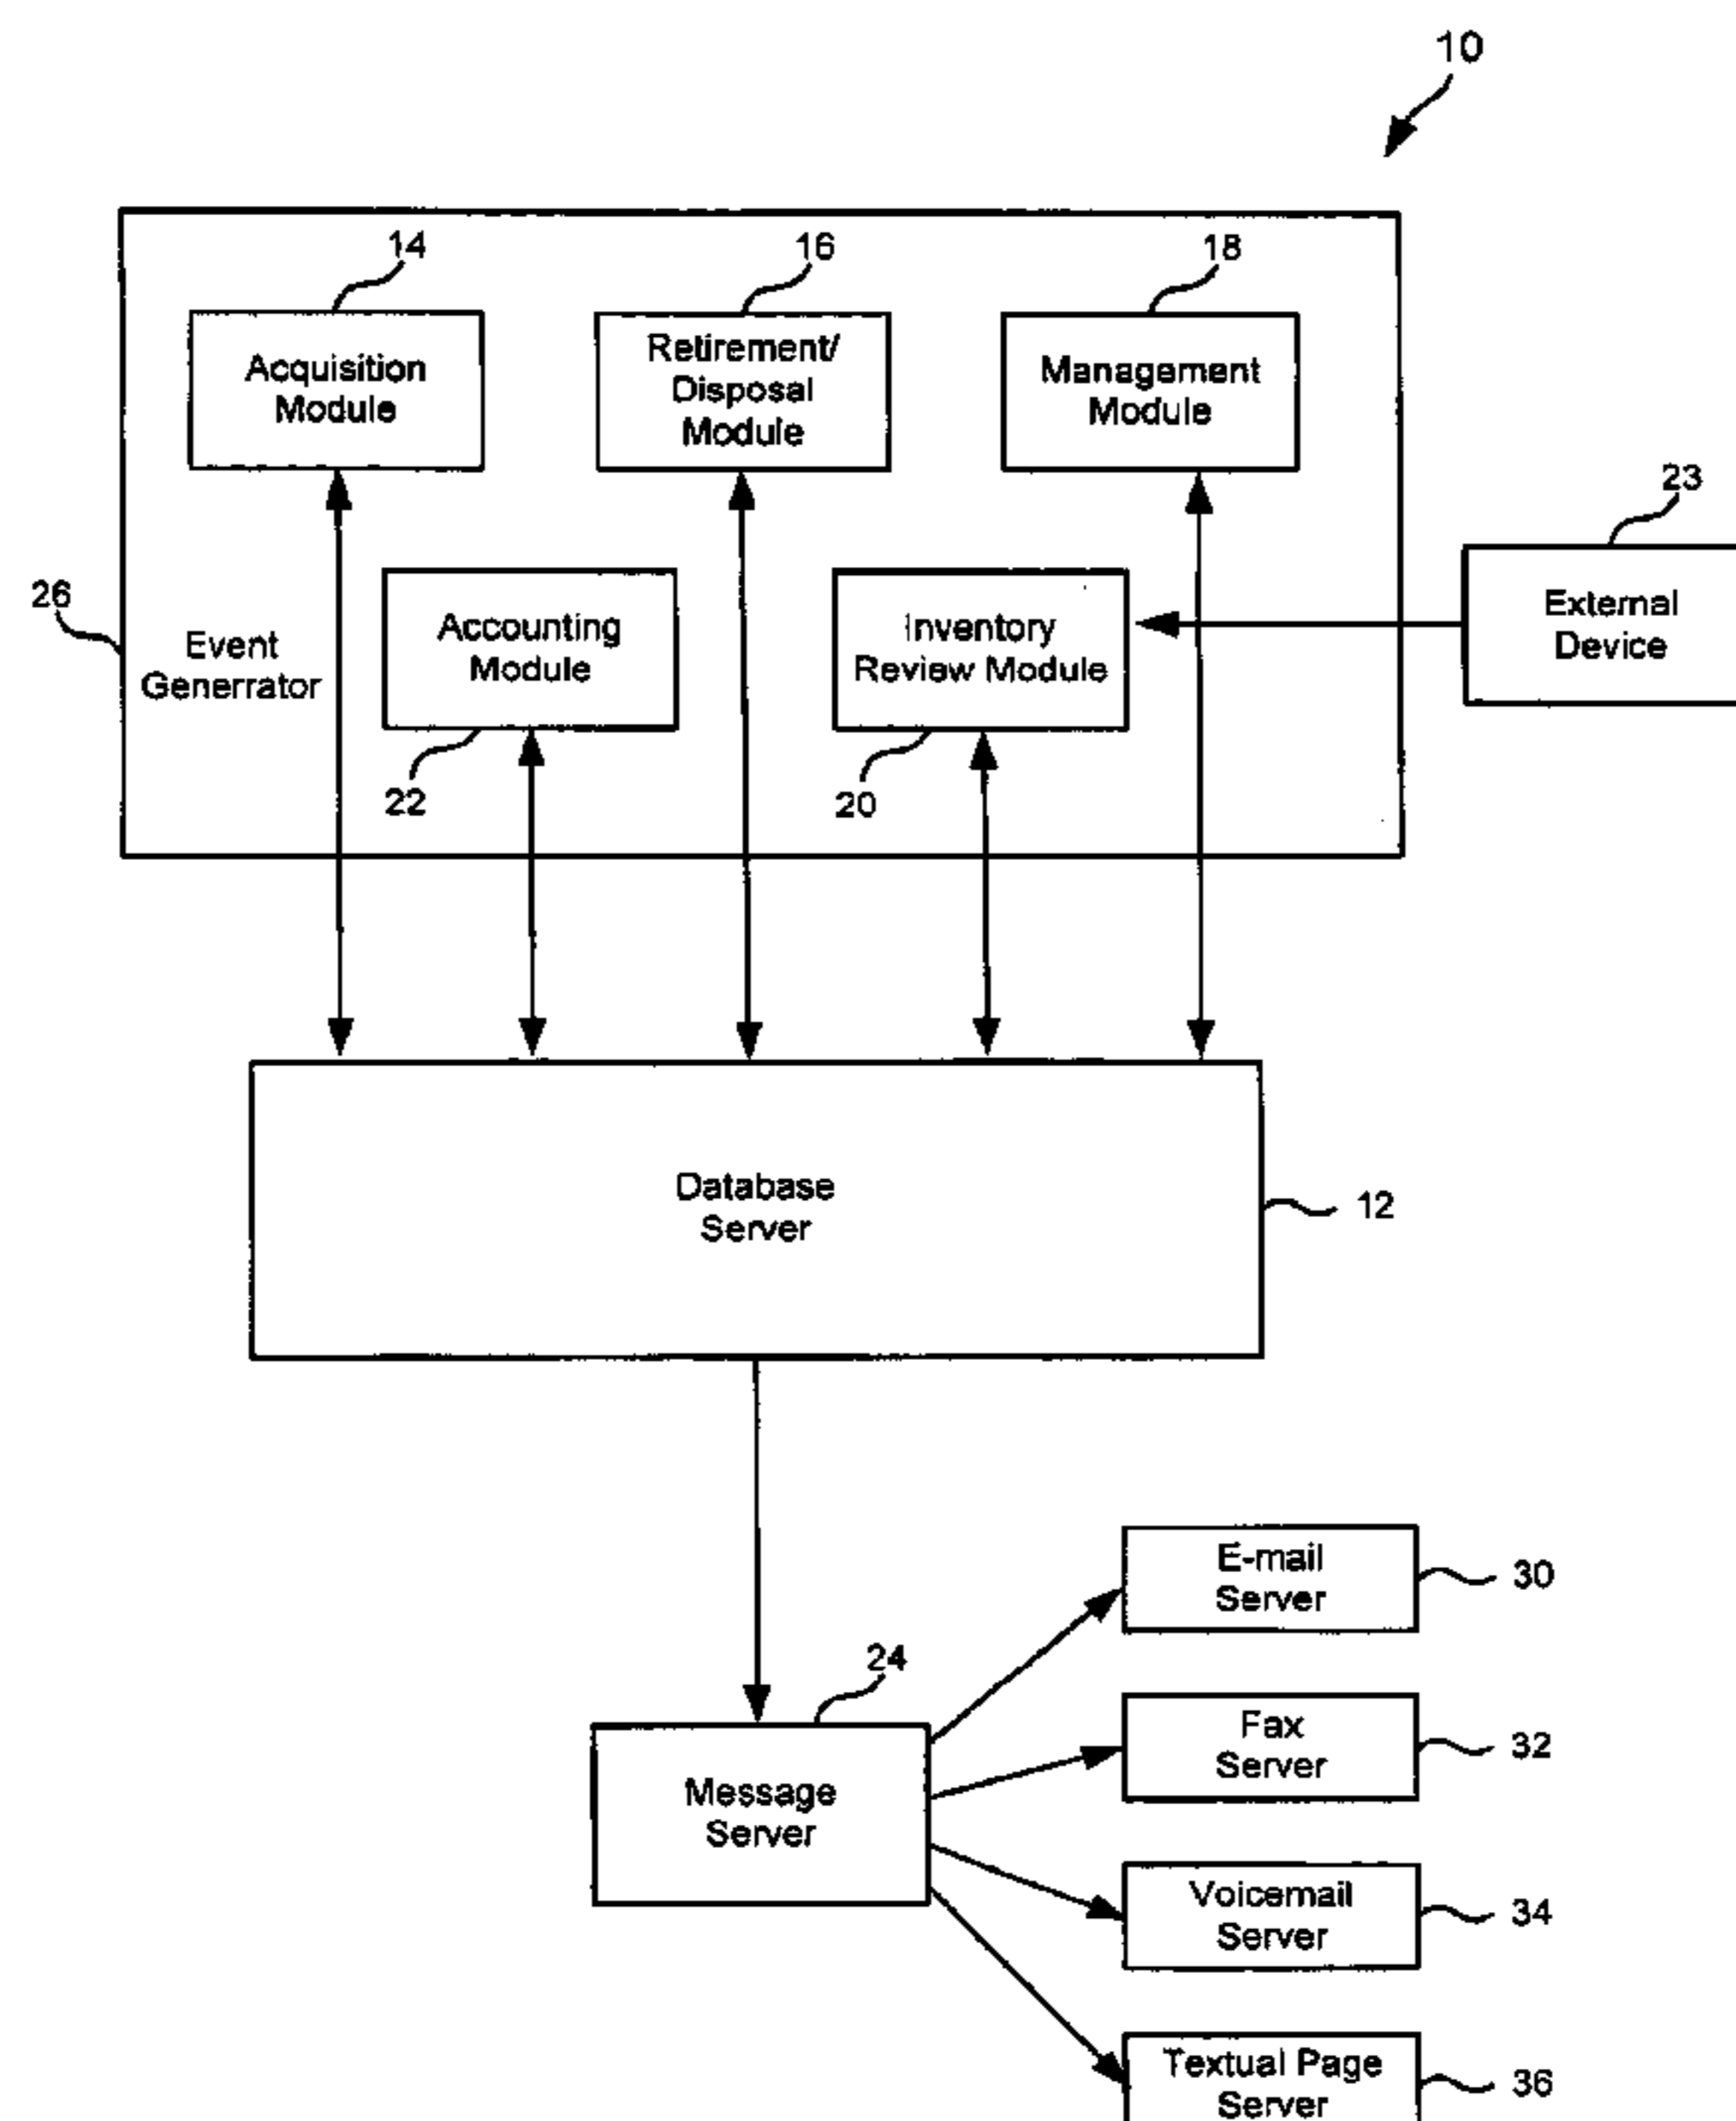 10
14
16
18
Acquisition
Module
Retirement/
Disposal
Module
Management
Module
23
External
Device
26
Event
Generrator
Accounting
Module
Inventory
Review Module
22
20
Database
Server
12
E-mail
Server
30
24
Message
Server
Fax
Server
32
Voicemail
Server
34
Textual Page
Server
36